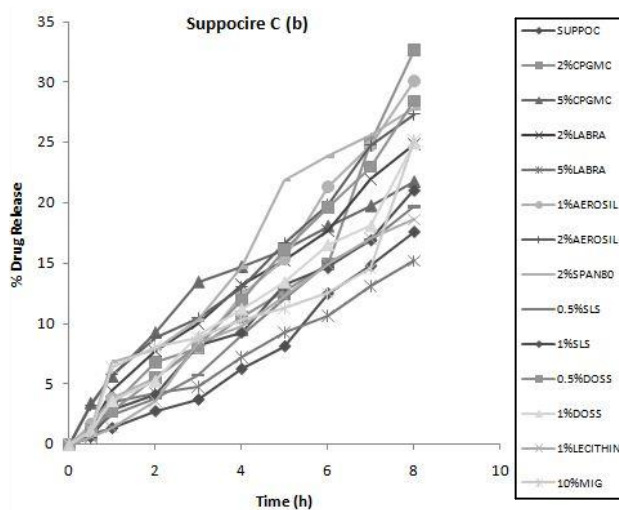 Suppocire C (b)
% Drug Release
35
30
25
20
15
10
5
0
0
2
4
6
8
10
Time (h)
SUPPOC
2%CPGMC
5%CPGMC
2%LABRA
5%LABRA
1%AEROSIL
2%AEROSIL
2%SPAN80
0.5%SLS
1%SLS
0.5%DOSS
1%DOSS
1%LECITHIN
10%MIG